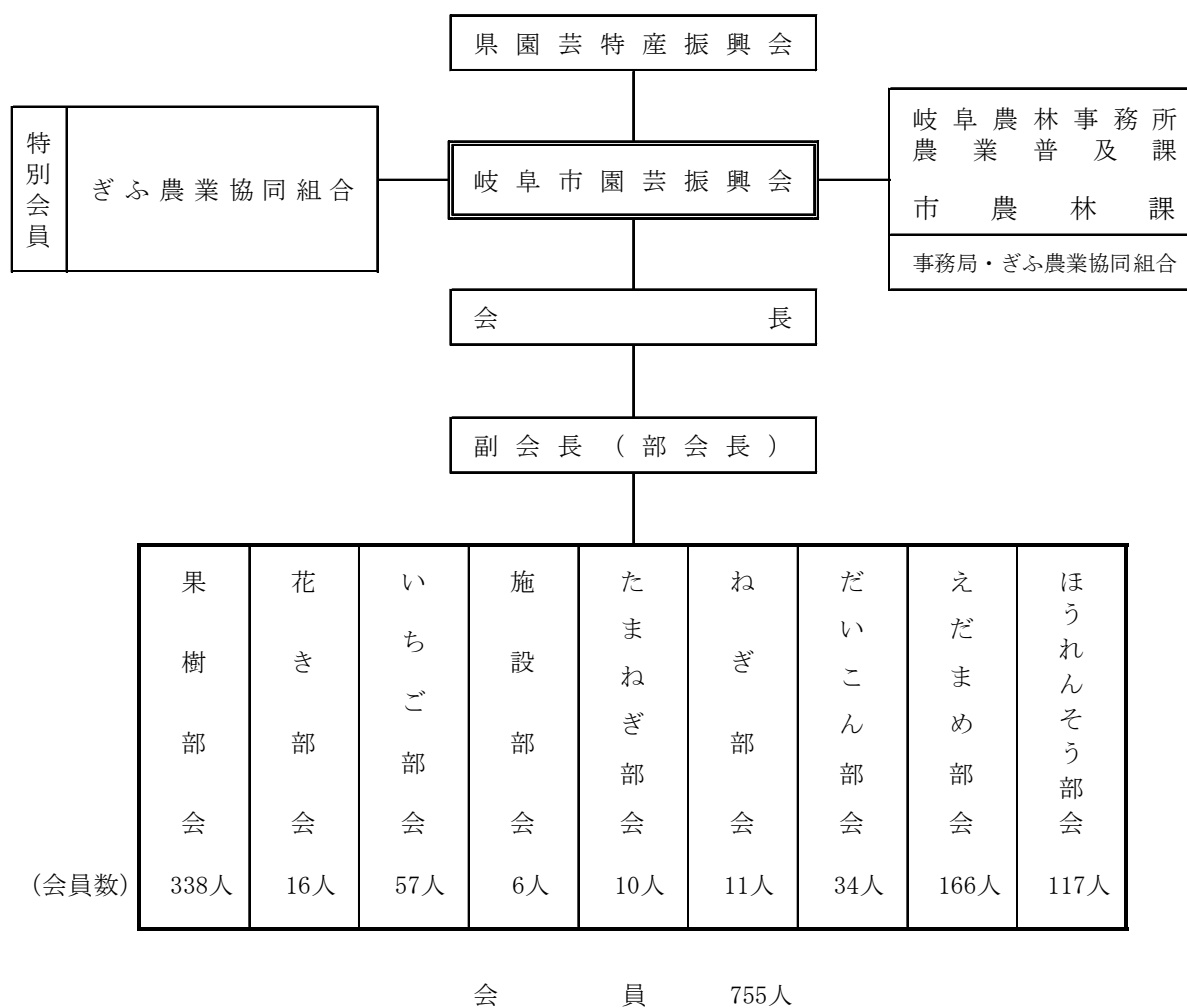 県園芸特産振興会
特別会員
ぎふ農業協同組合
岐阜市園芸振興会
岐阜農林事務所
農業普及課
市農林課
事務局・ぎふ農業協同組合
会長
副会長(部会長)
果樹部会
花き部会
いちご部会
施設部会
たまねぎ部会
ねぎ部会
だいこん部会
えだまめ部会
ほうれんそう部会
(会員数) 338人 16人 57人 6人 10人 11人 34人 166人 117人
会員 755人